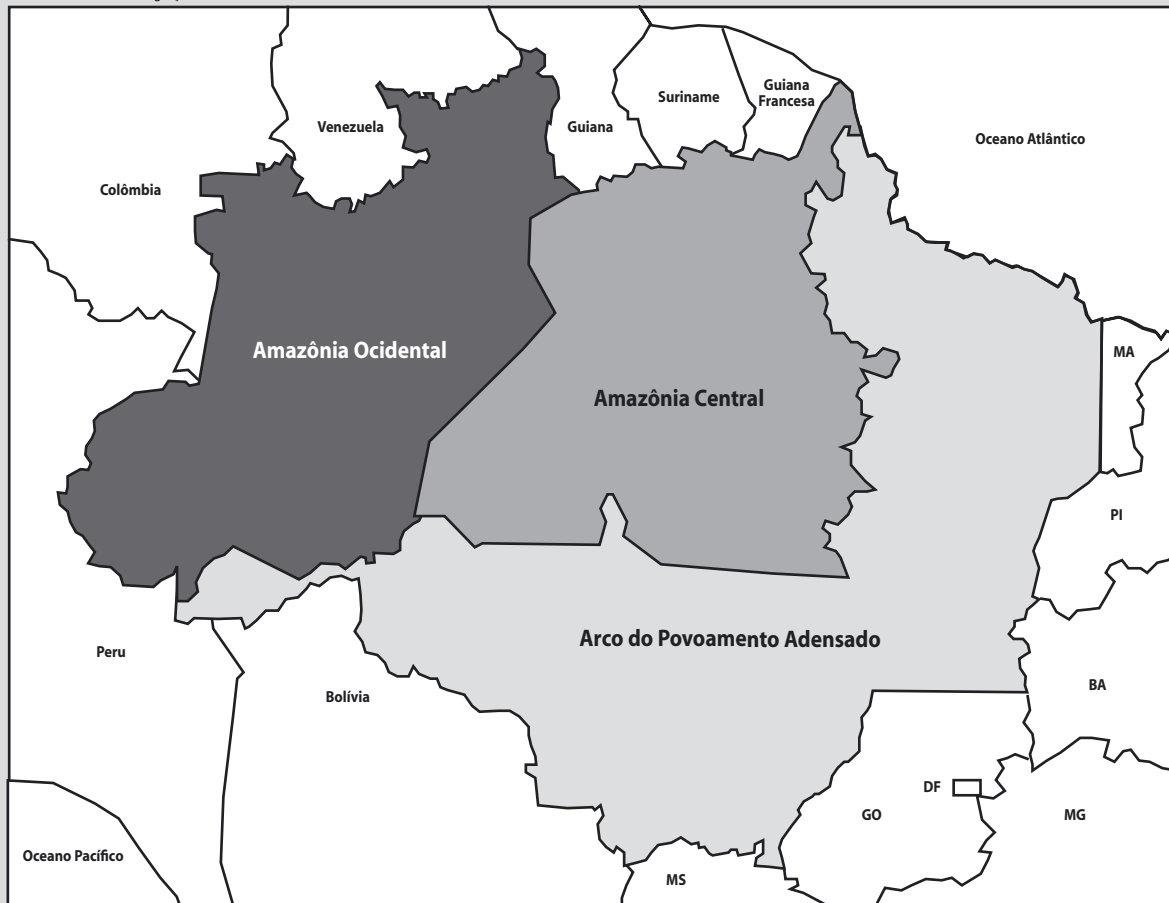 Venezuela
Guiana
Suriname
Guiana
Francesa
Oceano Atlântico
Colômbia
Amazônia Ocidental
Amazônia Central
MA
PI
Arco do Povoamento Adensado
Peru
Bolívia
BA
DF
GO
MG
Oceano Pacífico
MS